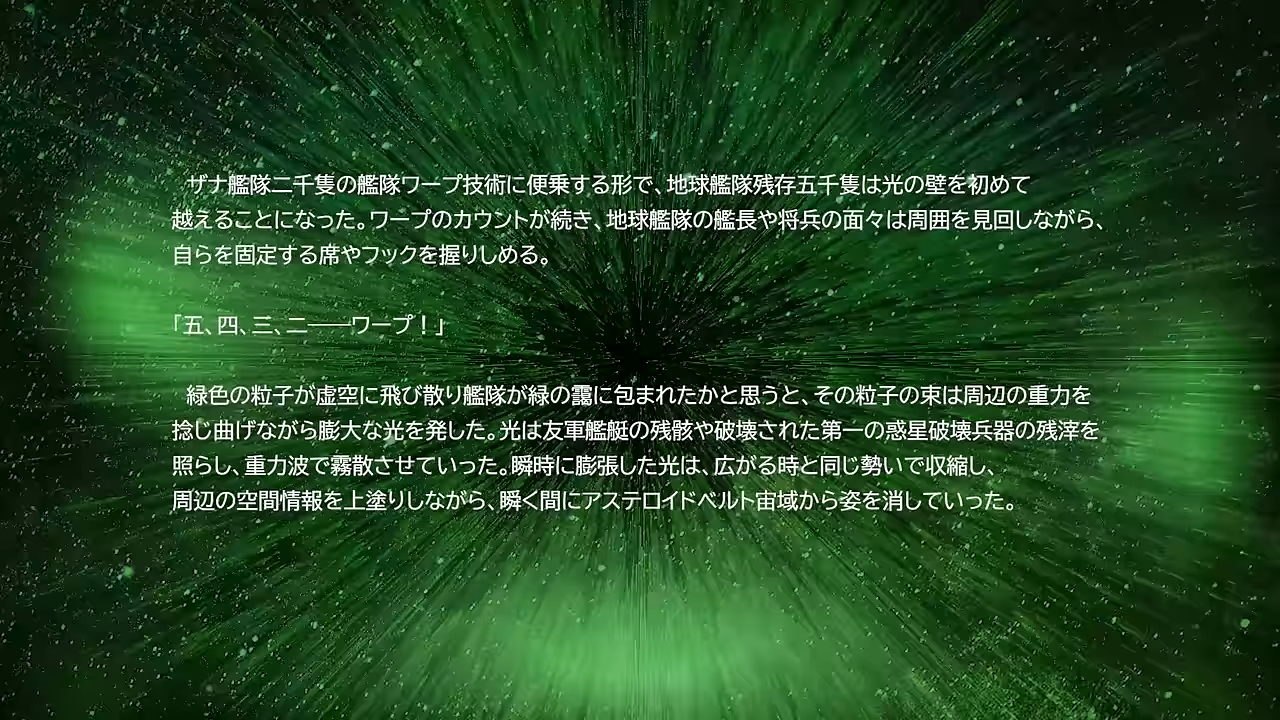 ザナ艦隊二千隻の艦隊ワープ技術に便乗する形で、地球艦隊残存五千隻は光の壁を初めて
越えることになった。ワープのカウントが続き、地球艦隊の艦長や将兵の面々は周囲を見回しながら、
自らを固定する席やフックを握りしめる。
「五、四、三、二――ワープ！」
緑色の粒子が虚空に飛び散り艦隊が緑の靄に包まれたかと思うと、その粒子の束は周辺の重力を
捻じ曲げながら膨大な光を発した。光は友軍艦艇の残骸や破壊された第一の惑星破壊兵器の残滓を
照らし、重力波で霧散させていった。瞬時に膨張した光は、広がる時と同じ勢いで収縮し、
周辺の空間情報を上塗りしながら、瞬く間にアステロイドベルト宙域から姿を消していった。